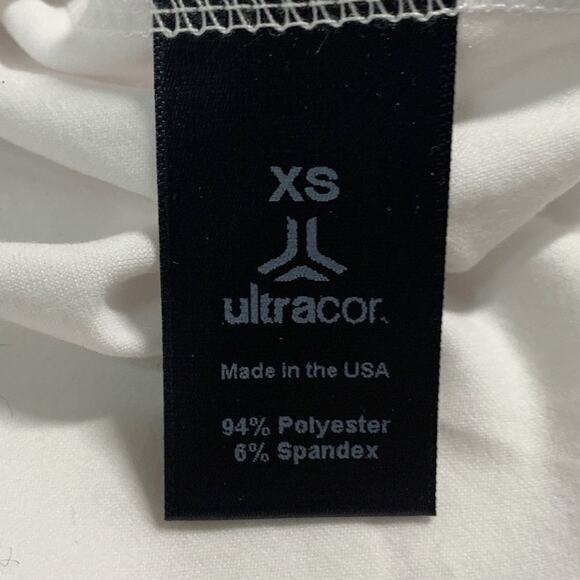 XS
ultracor.
Made in the USA
94% Polyester
6% Spandex